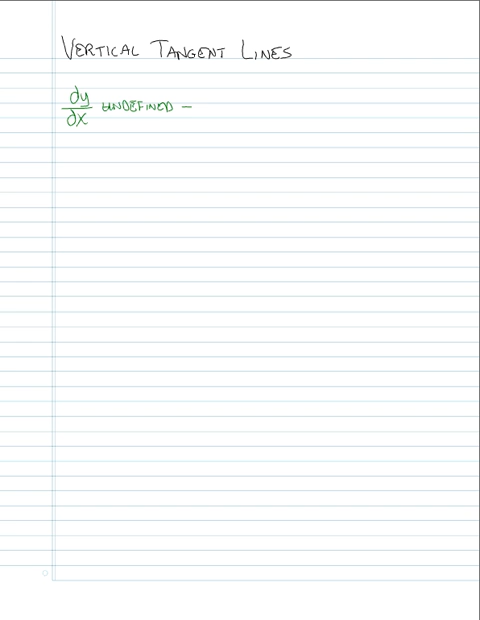 VERTICAL TANGENT LINES
dy/dx UNDEFINED –